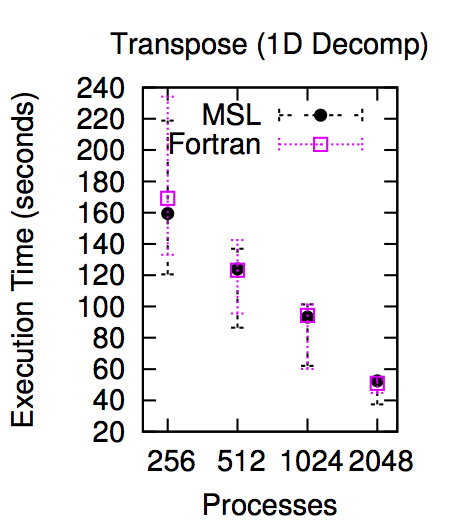 Transpose (1D Decomp)
Execution Time (seconds)
240
220
200
180
160
140
120
100
80
60
40
20
MSL
Fortran
256 512 1024 2048
Processes